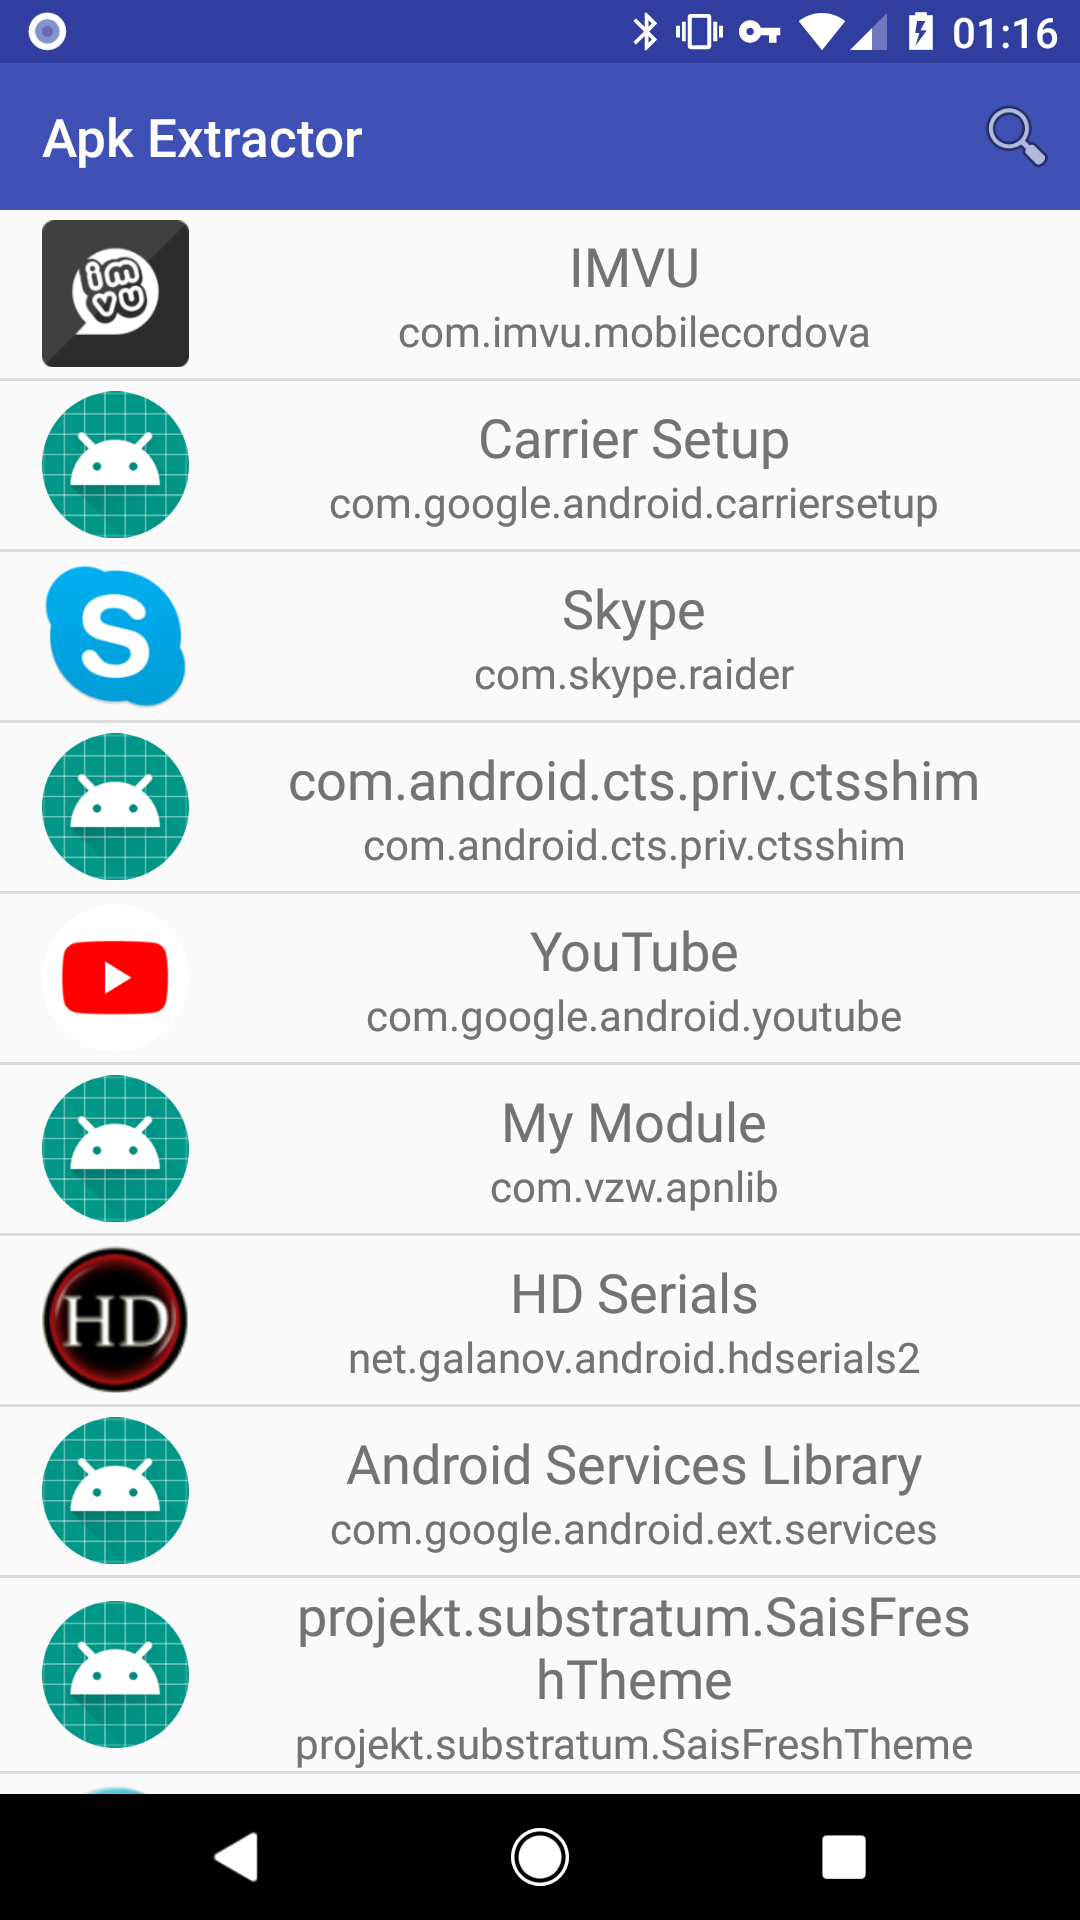 01:16
Apk Extractor
imvu
IMVU
com.imvu.mobilecordova
Carrier Setup
com.google.android.carriersetup
S
Skype
com.skype.raider
com.android.cts.priv.ctsshim
com.android.cts.priv.ctsshim
YouTube
com.google.android.youtube
My Module
com.vzw.apnlib
HD
HD Serials
net.galanov.android.hdserials2
Android Services Library
com.google.android.ext.services
projekt.substratum.SaisFres
hTheme
projekt.substratum.SaisFreshTheme